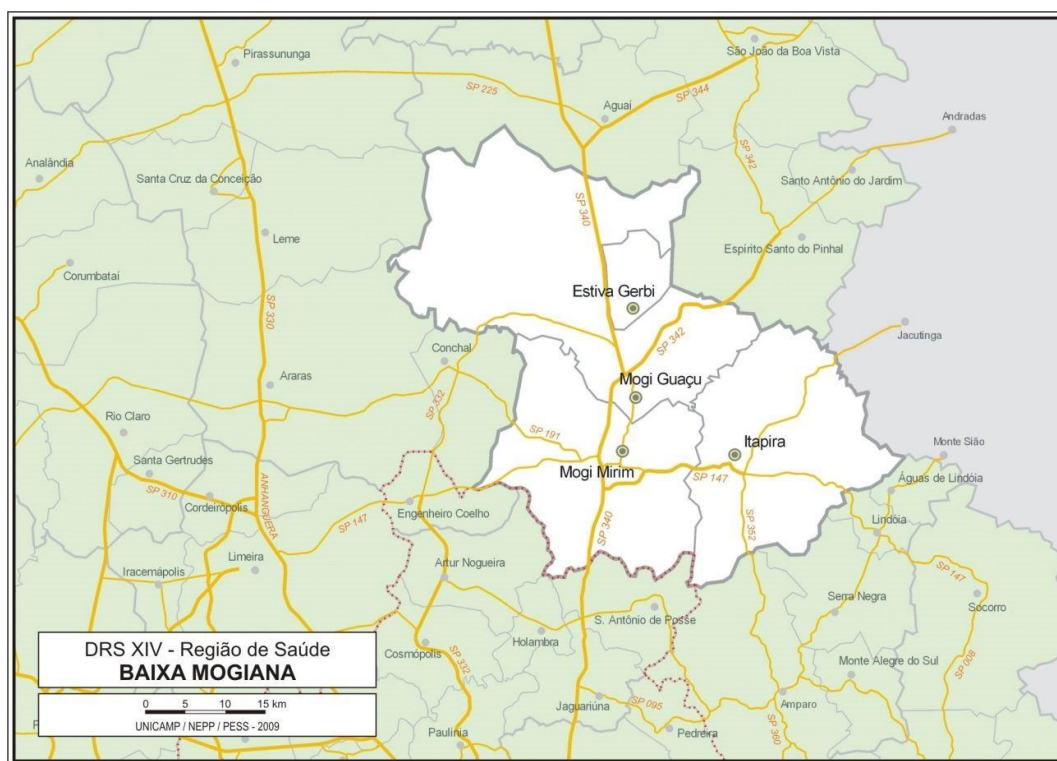 São João da Boa Vista
Pirassununga
SP 225
SP 344
Aguaí
Andradas
Analândia
SP 342
Santa Cruz da Conceição
Santo Antônio do Jardim
SP 340
Leme
Espírito Santo do Pinhal
Corumbataí
Estiva Gerbi
SP 330
SP 342
Jacutinga
Conchal
Mogi Guaçu
Araras
SP 332
Rio Claro
SP 191
Itapira
Monte Sião
Santa Gertrudes
Mogi Mirim
SP 147
Águas de Lindóia
SP 310
Cordeirópolis
ANHANGUERA
Engenheiro Coelho
SP 147
SP 340
SP 352
Lindóia
Limeira
Artur Nogueira
Iracemápolis
SP 147
Socorro
Serra Negra
S. Antônio de Posse
Holambra
Cosmópolis
SP 332
Monte Alegre do Sul
SP 008
Amparo
Jaguariúna
SP 095
Pedreira
SP 360
Paulínia
DRS XIV - Região de Saúde
BAIXA MOGIANA
0 5 10 15 km
UNICAMP / NEPP / PESS - 2009